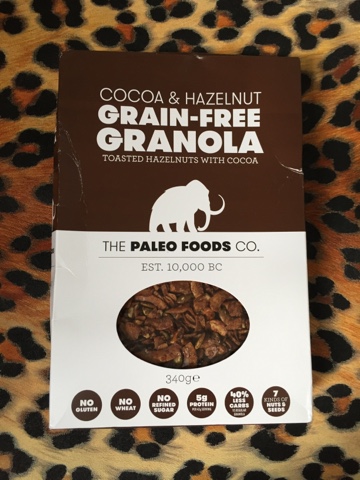 COCOA & HAZELNUT
GRAIN-FREE
GRANOLA
TOASTED HAZELNUTS WITH COCOA
THE PALEO FOODS CO.
EST. 10,000 BC
340g℮
NO
GLUTEN
NO
WHEAT
NO
REFINED
SUGAR
5g
PROTEIN
40%
LESS
CARBS
7
KINDS OF
NUTS &
SEEDS